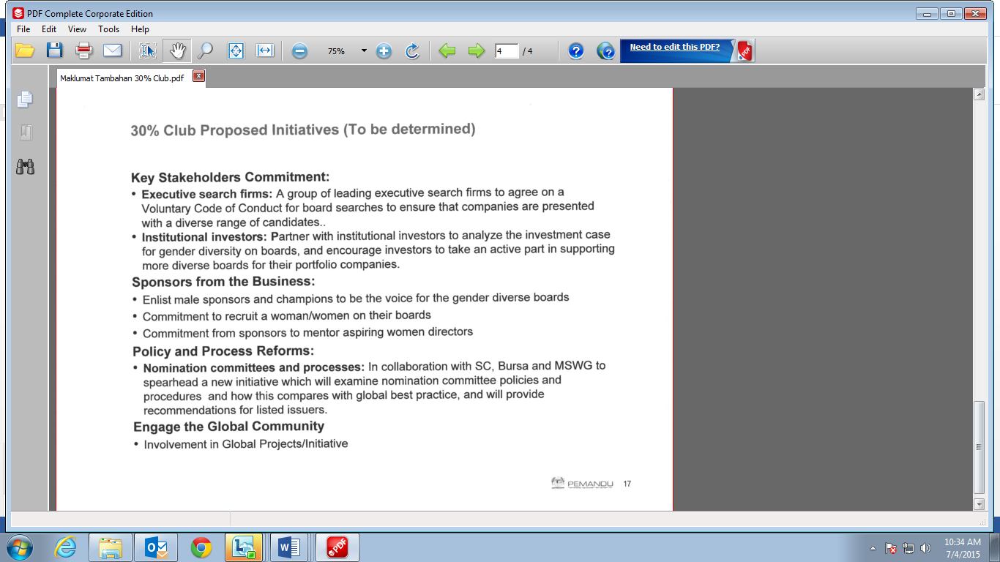 PDF Complete Corporate Edition
File Edit View Tools Help
75% 4 / 4 Need to edit this PDF?
Maklumat Tambahan 30% Club.pdf
30% Club Proposed Initiatives (To be determined)
Key Stakeholders Commitment:
• Executive search firms: A group of leading executive search firms to agree on a
Voluntary Code of Conduct for board searches to ensure that companies are presented
with a diverse range of candidates..
• Institutional investors: Partner with institutional investors to analyze the investment case
for gender diversity on boards, and encourage investors to take an active part in supporting
more diverse boards for their portfolio companies.
Sponsors from the Business:
• Enlist male sponsors and champions to be the voice for the gender diverse boards
• Commitment to recruit a woman/women on their boards
• Commitment from sponsors to mentor aspiring women directors
Policy and Process Reforms:
• Nomination committees and processes: In collaboration with SC, Bursa and MSWG to
spearhead a new initiative which will examine nomination committee policies and
procedures and how this compares with global best practice, and will provide
recommendations for listed issuers.
Engage the Global Community
• Involvement in Global Projects/Initiative
PEMANDU 17
10:34 AM
7/4/2015